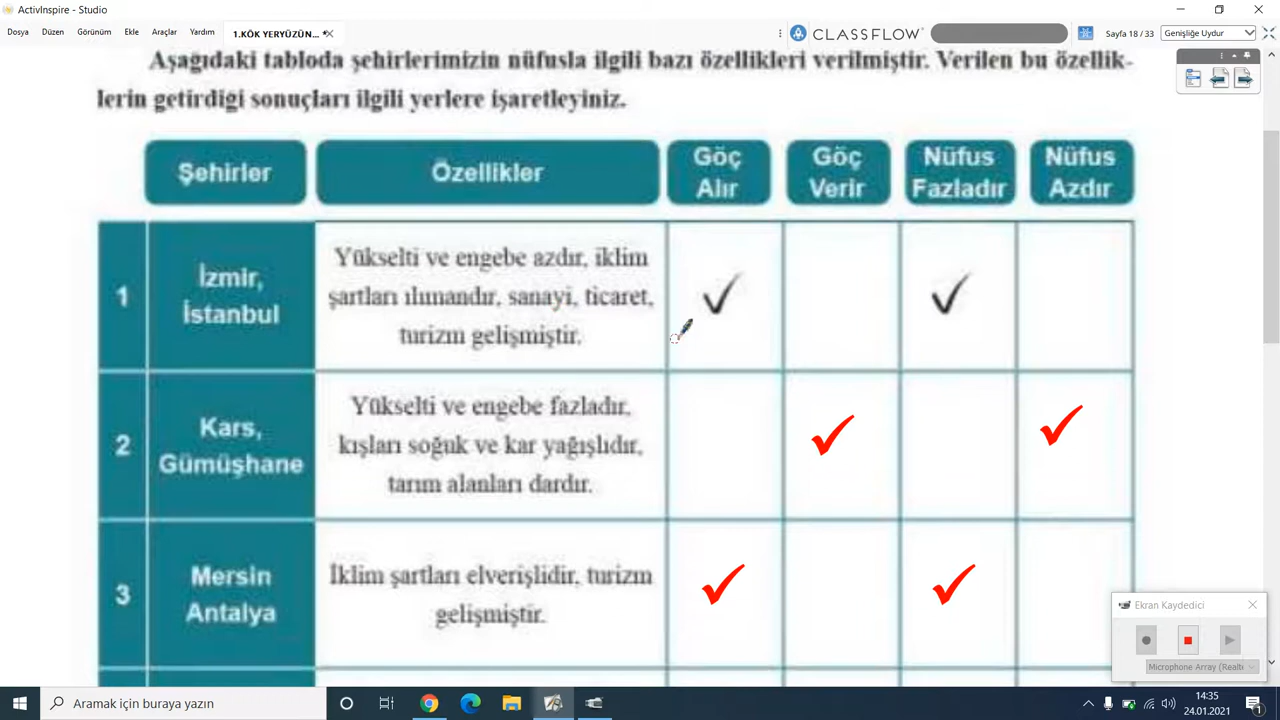 ActivInspire - Studio
Dosya Düzen Görünüm Ekle Araçlar Yardım 1.KÖK YERYÜZÜN... * CLASSFLOW Sayfa 18 / 33 Genişliğe Uydur
Aşağıdaki tabloda şehirlerimizin nüfusla ilgili bazı özellikleri verilmiştir. Verilen bu özellik-
lerin getirdiği sonuçları ilgili yerlere işaretleyiniz.
Şehirler
Özellikler
Göç
Alır
Göç
Verir
Nüfus
Fazladır
Nüfus
Azdır
1
İzmir,
İstanbul
Yükselti ve engebe azdır, iklim
şartları ılımandır, sanayi, ticaret,
turizm gelişmiştir.
2
Kars,
Gümüşhane
Yükselti ve engebe fazladır,
kışları soğuk ve kar yağışlıdır,
tarım alanları dardır.
3
Mersin
Antalya
İklim şartları elverişlidir, turizm
gelişmiştir.
Ekran Kaydedici
Microphone Array (Realte
Aramak için buraya yazın
14:35
24.01.2021
1